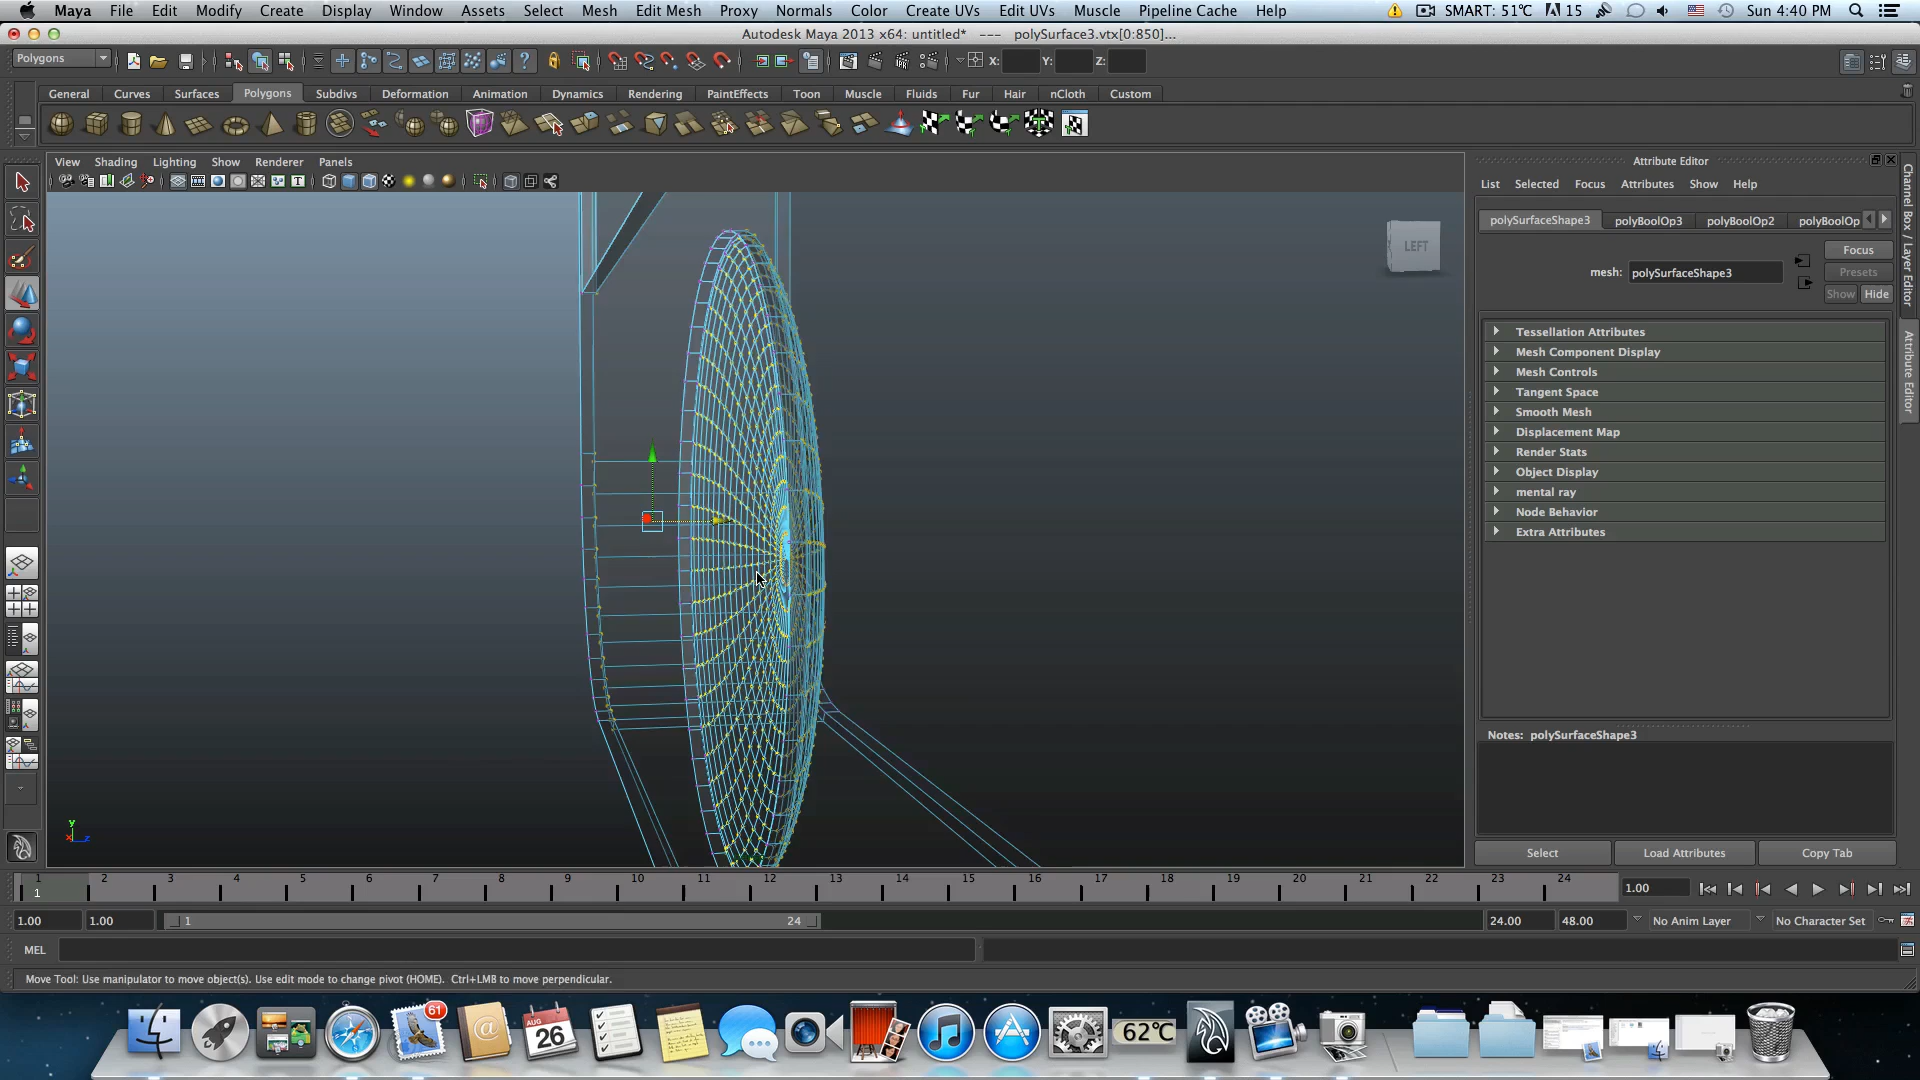 Maya File Edit Modify Create Display Window Assets Select Mesh Edit Mesh Proxy Normals Color Create UVs Edit UVs Muscle Pipeline Cache Help SMART: 51°C 15 Sun 4:40 PM
Autodesk Maya 2013 x64: untitled* --- polySurface3.vtx[0:850]...
Polygons X: Y: Z:
General Curves Surfaces Polygons Subdivs Deformation Animation Dynamics Rendering PaintEffects Toon Muscle Fluids Fur Hair nCloth Custom
View Shading Lighting Show Renderer Panels
Attribute Editor
List Selected Focus Attributes Show Help
polySurfaceShape3 polyBoolOp3 polyBoolOp2 polyBoolOp
Focus
mesh: polySurfaceShape3
Presets
Show Hide
Tessellation Attributes
Mesh Component Display
Mesh Controls
Tangent Space
Smooth Mesh
Displacement Map
Render Stats
Object Display
mental ray
Node Behavior
Extra Attributes
Notes: polySurfaceShape3
Select Load Attributes Copy Tab
Channel Box / Layer Editor
Attribute Editor
LEFT
y
x z
1 2 3 4 5 6 7 8 9 10 11 12 13 14 15 16 17 18 19 20 21 22 23 24
1
1.00
1.00 1.00 1 24 24.00 48.00 No Anim Layer No Character Set
MEL
Move Tool: Use manipulator to move object(s). Use edit mode to change pivot (HOME). Ctrl+LMB to move perpendicular.
61
AUG
26
62°C